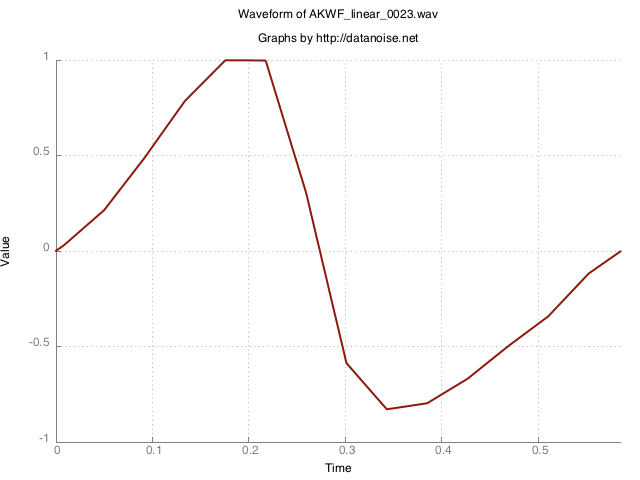 Waveform of AKWF_linear_0023.wav
Graphs by http://datanoise.net
1
0.5
0
-0.5
-1
Value
0 0.1 0.2 0.3 0.4 0.5
Time